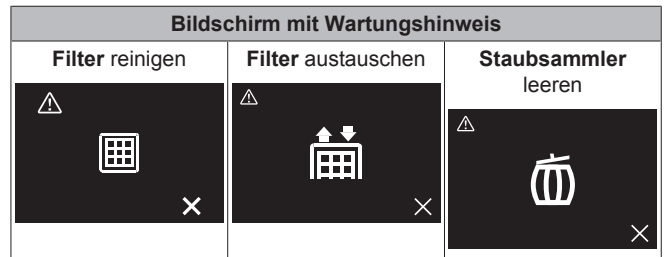 Bildschirm mit Wartungshinweis
Filter reinigen
Filter austauschen
Staubsammler
leeren